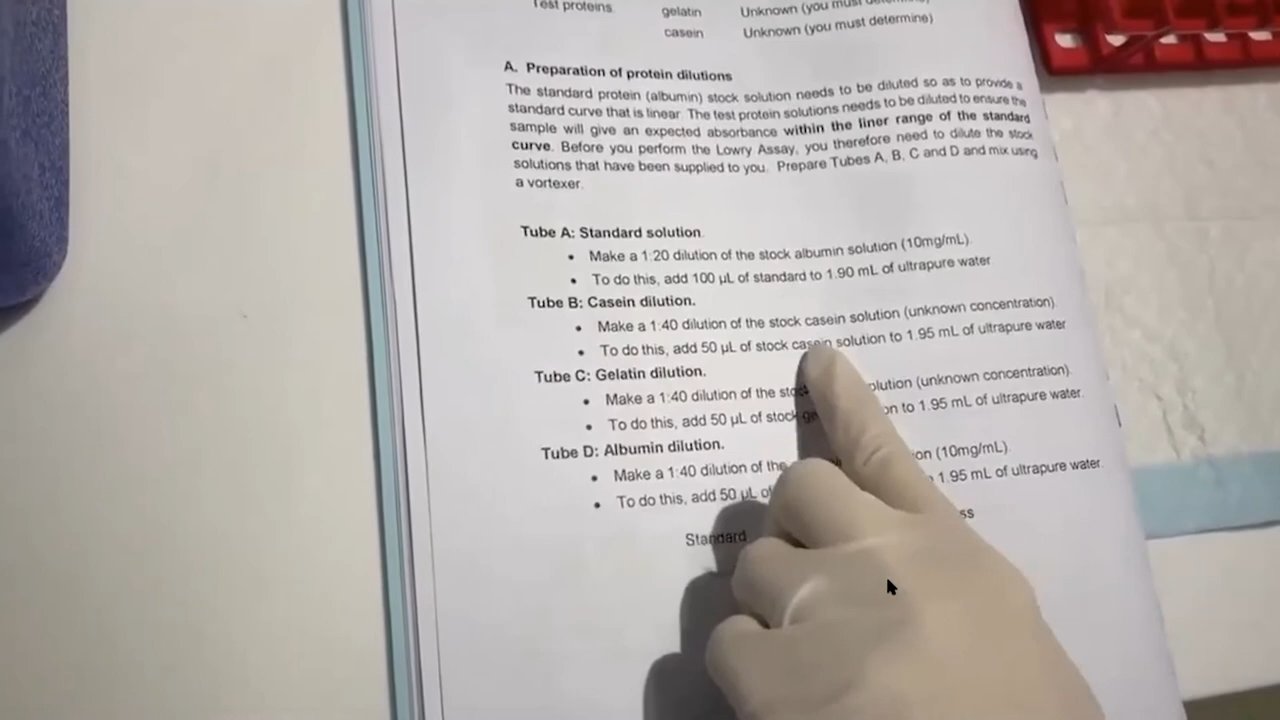 Test proteins gelatin Unknown (you must determine)
casein Unknown (you must determine)
A. Preparation of protein dilutions
The standard protein (albumin) stock solution needs to be diluted so as to provide a
standard curve that is linear. The test protein solutions needs to be diluted to ensure the
sample will give an expected absorbance within the liner range of the standard
curve. Before you perform the Lowry Assay, you therefore need to dilute the stock
solutions that have been supplied to you. Prepare Tubes A, B, C and D and mix using
a vortexer.
Tube A: Standard solution
• Make a 1:20 dilution of the stock albumin solution (10mg/mL).
• To do this, add 100 µL of standard to 1.90 mL of ultrapure water
Tube B: Casein dilution.
• Make a 1:40 dilution of the stock casein solution (unknown concentration).
• To do this, add 50 µL of stock casein solution to 1.95 mL of ultrapure water
Tube C: Gelatin dilution.
• Make a 1:40 dilution of the stock solution (unknown concentration).
• To do this, add 50 µL of stock to 1.95 mL of ultrapure water.
Tube D: Albumin dilution.
• Make a 1:40 dilution of the (10mg/mL).
• To do this, add 50 µL of 1.95 mL of ultrapure water.
Standard